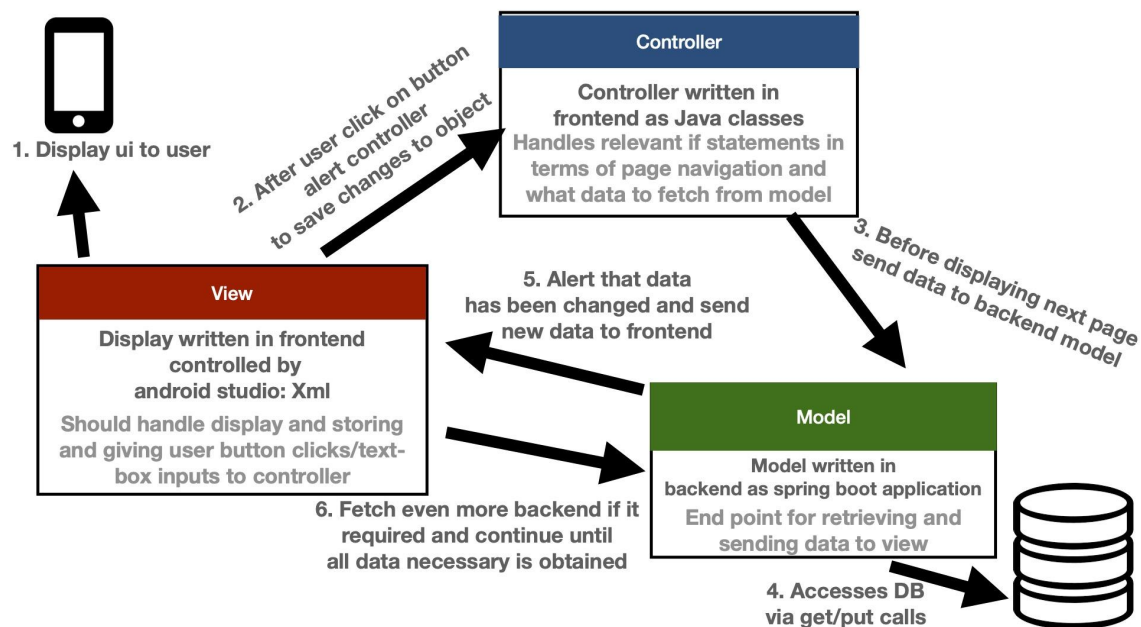 1. Display ui to user
2. After user click on button
alert controller
to save changes to object
Controller
Controller written in
frontend as Java classes
Handles relevant if statements in
terms of page navigation and
what data to fetch from model
3. Before displaying next page
send data to backend model
View
Display written in frontend
controlled by
android studio: Xml
Should handle display and storing
and giving user button clicks/text-
box inputs to controller
5. Alert that data
has been changed and send
new data to frontend
Model
Model written in
backend as spring boot application
End point for retrieving and
sending data to view
6. Fetch even more backend if it
required and continue until
all data necessary is obtained
4. Accesses DB
via get/put calls